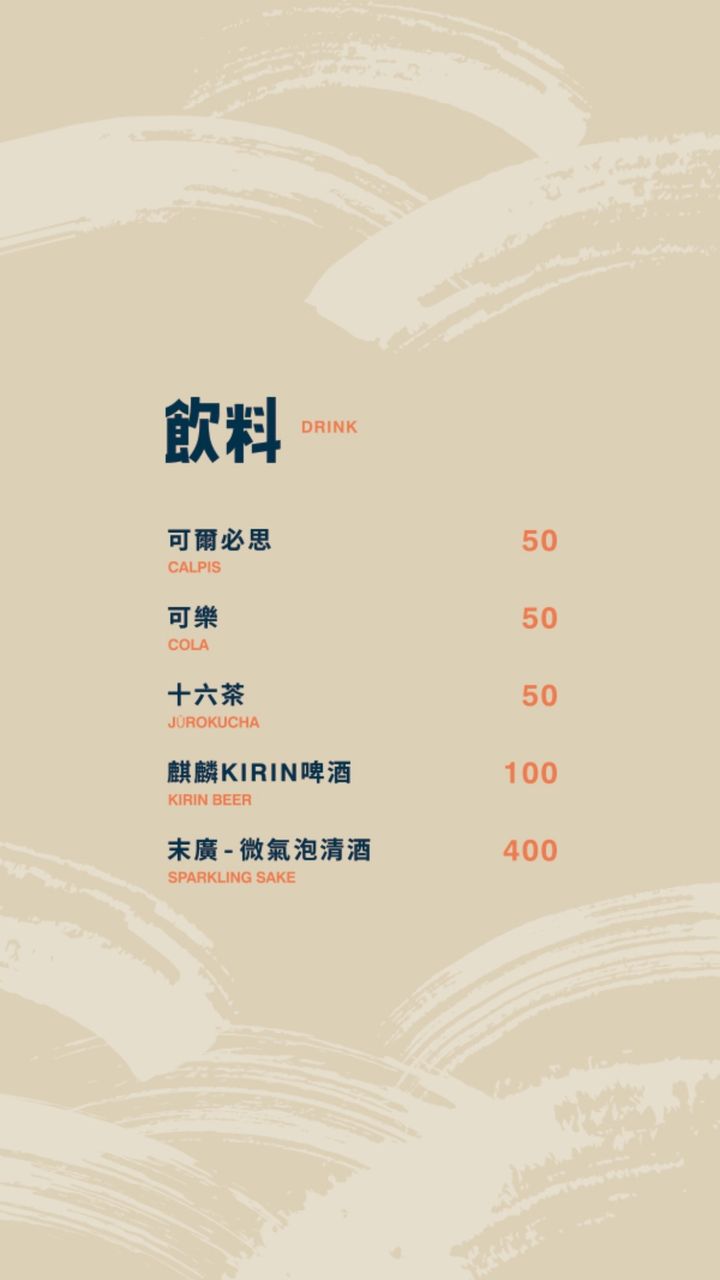 飲料 DRINK
可爾必思 50
CALPIS
可樂 50
COLA
十六茶 50
JŪROKUCHA
麒麟KIRIN啤酒 100
KIRIN BEER
末廣-微氣泡清酒 400
SPARKLING SAKE